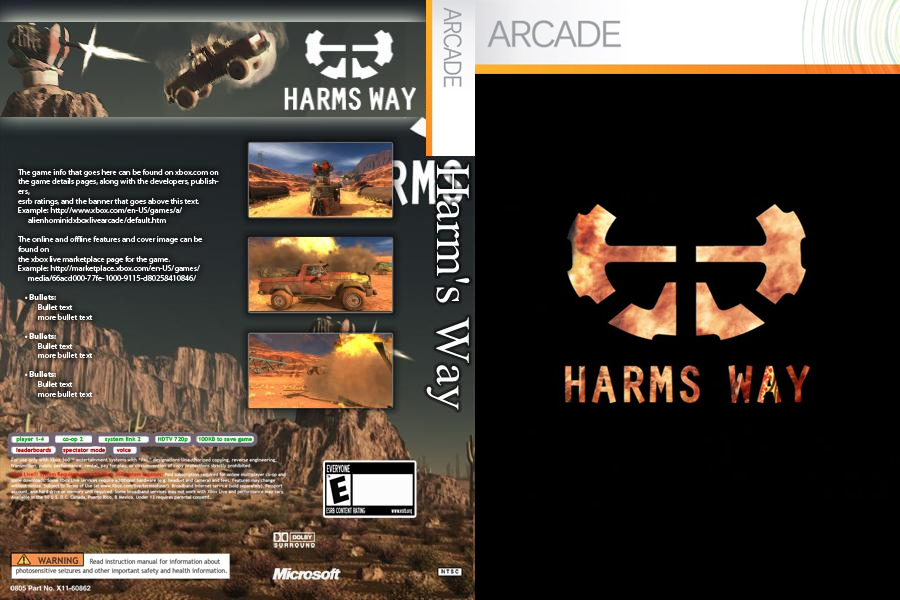 HARMS WAY
The game info that goes here can be found on xbox.com on
the game details pages, along with the developers, publish-
ers,
esrb ratings, and the banner that goes above this text.
Example: http://www.xbox.com/en-US/games/a/
alienhominidxboxlivearcade/default.htm
The online and offline features and cover image can be
found on
the xbox live marketplace page for the game.
Example: http://marketplace.xbox.com/en-US/games/
media/66acd000-77fe-1000-9115-d80258410846/
• Bullets:
Bullet text
more bullet text
• Bullets:
Bullet text
more bullet text
• Bullets:
Bullet text
more bullet text
player 1-4 co-op 2 system link 2 HDTV 720p 100KB to save game
leaderboards spectator mode voice
EVERYONE
E
ESRB CONTENT RATING www.esrb.org
DOLBY
SURROUND
WARNING Read instruction manual for information about
photosensitive seizures and other important safety and health information.
0805 Part No. X11-60862
Microsoft
NTSC
ARCADE
RMS
Harm's Way
ARCADE
HARMS WAY